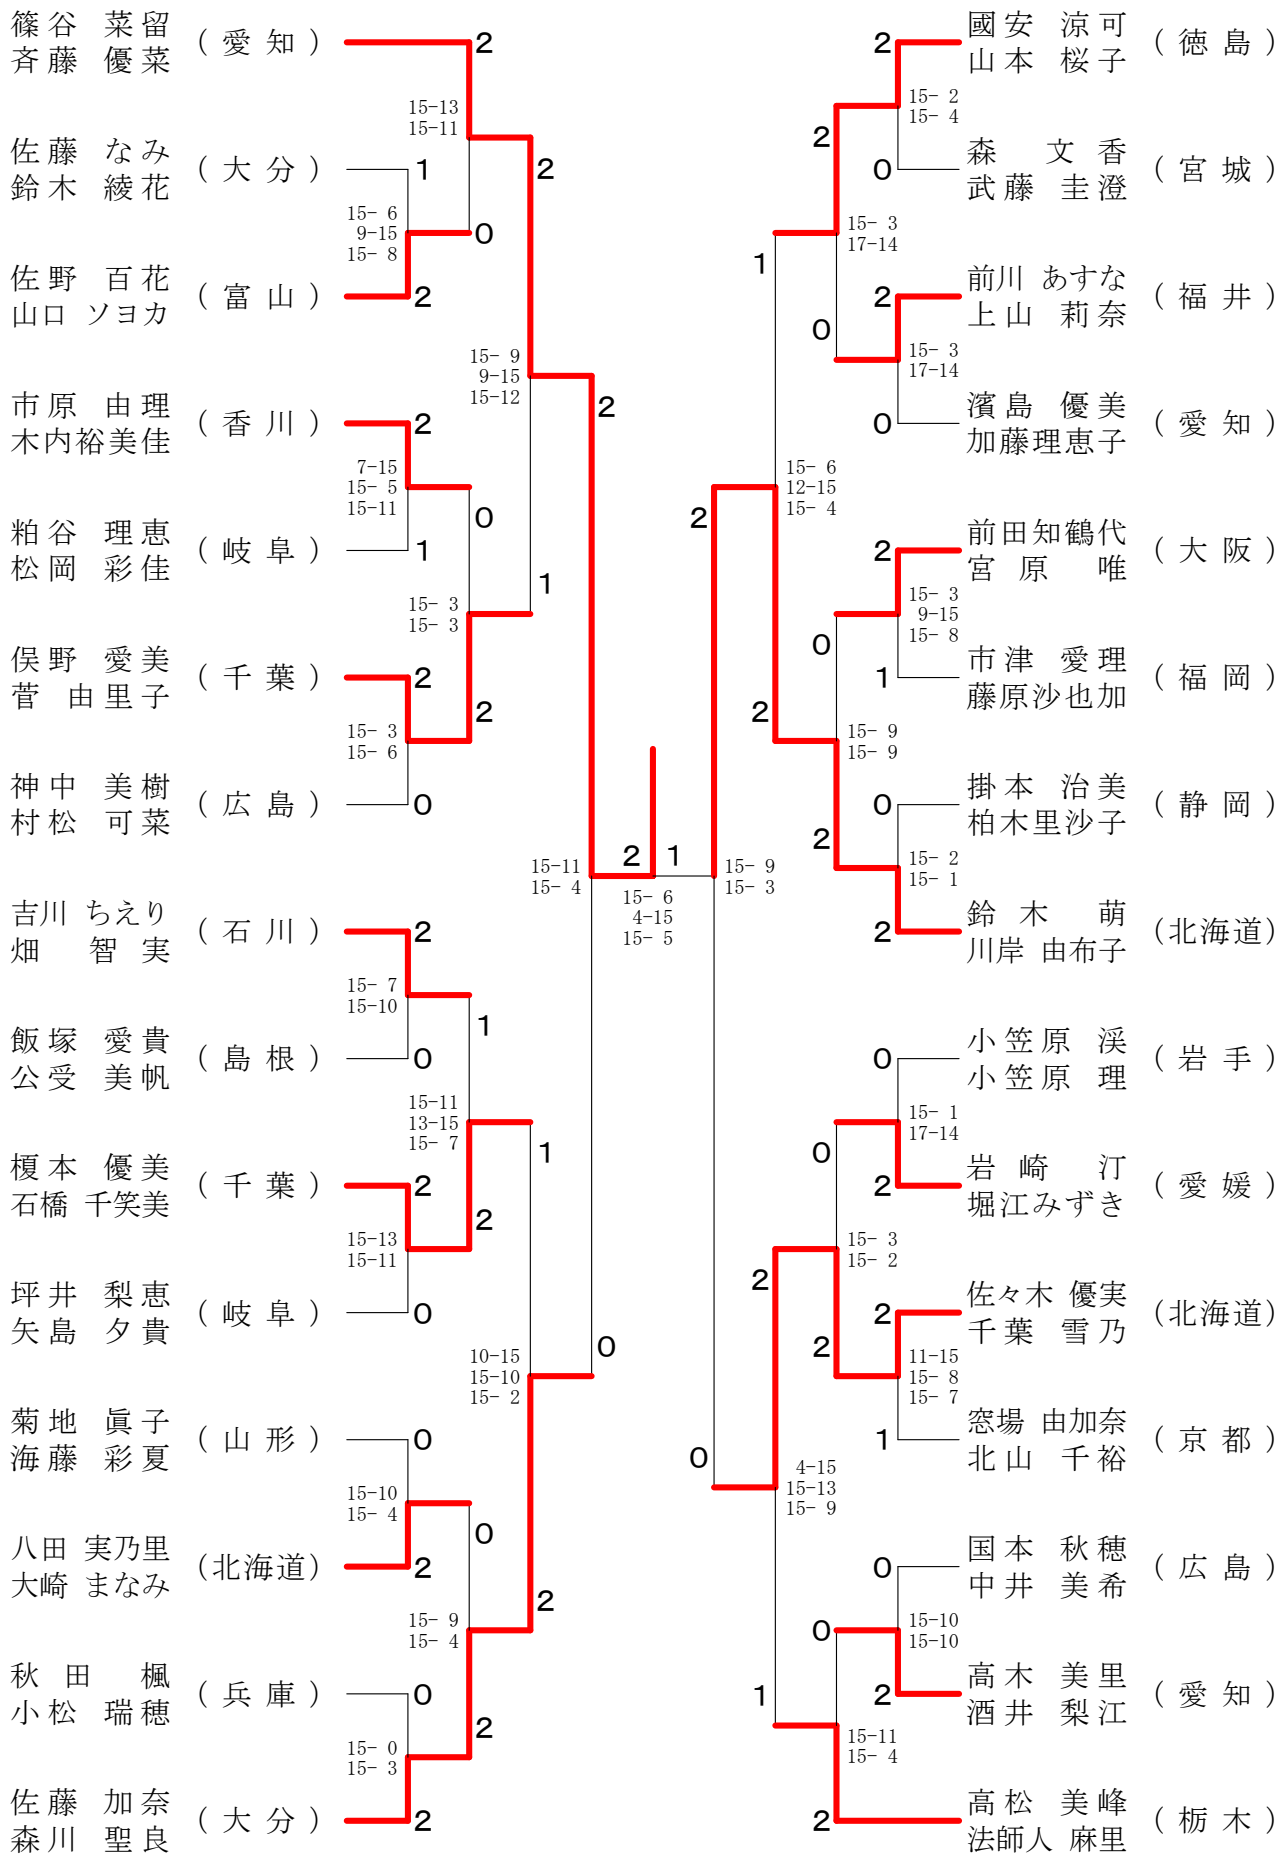 篠谷 菜留
斉藤 優菜
(愛知)
2
15-13
15-11
佐藤 なみ
鈴木 綾花
(大分)
1
2
15- 6
9-15
15- 8
0
佐野 百花
山口 ソヨカ
(富山)
2
15- 9
9-15
15-12
市原 由理
木内裕美佳
(香川)
2
2
7-15
15- 5
15-11
0
粕谷 理恵
松岡 彩佳
(岐阜)
1
1
15- 3
15- 3
俣野 愛美
菅 由里子
(千葉)
2
2
15- 3
15- 6
神中 美樹
村松 可菜
(広島)
0
15-11
15- 4
2
1
15- 6
4-15
15- 5
吉川 ちえり
畑 智実
(石川)
2
15- 7
15-10
1
飯塚 愛貴
公受 美帆
(島根)
0
15-11
13-15
15- 7
1
榎本 優美
石橋 千笑美
(千葉)
2
2
15-13
15-11
坪井 梨恵
矢島 夕貴
(岐阜)
0
0
10-15
15-10
15- 2
菊地 眞子
海藤 彩夏
(山形)
0
15-10
15- 4
0
八田 実乃里
大崎 まなみ
(北海道)
2
2
15- 9
15- 4
秋田 楓
小松 瑞穂
(兵庫)
0
2
15- 0
15- 3
佐藤 加奈
森川 聖良
(大分)
2
2
國安 涼可
山本 桜子
(徳島)
15- 2
15- 4
2
0
森 文香
武藤 圭澄
(宮城)
15- 3
17-14
1
2
前川 あすな
上山 莉奈
(福井)
0
15- 3
17-14
0
濱島 優美
加藤理恵子
(愛知)
15- 6
12-15
15- 4
2
2
前田知鶴代
宮原 唯
(大阪)
15- 3
9-15
15- 8
0
1
市津 愛理
藤原沙也加
(福岡)
2
15- 9
15- 9
0
掛本 治美
柏木里沙子
(静岡)
2
15- 2
15- 1
15- 9
15- 3
2
鈴木 萌
川岸 由布子
(北海道)
0
小笠原 渓
小笠原 理
(岩手)
15- 1
17-14
0
2
岩崎 汀
堀江みずき
(愛媛)
15- 3
15- 2
2
2
佐々木 優実
千葉 雪乃
(北海道)
2
11-15
15- 8
15- 7
1
窓場 由加奈
北山 千裕
(京都)
0
4-15
15-13
15- 9
0
国本 秋穂
中井 美希
(広島)
0
15-10
15-10
1
2
高木 美里
酒井 梨江
(愛知)
15-11
15- 4
2
高松 美峰
法師人 麻里
(栃木)